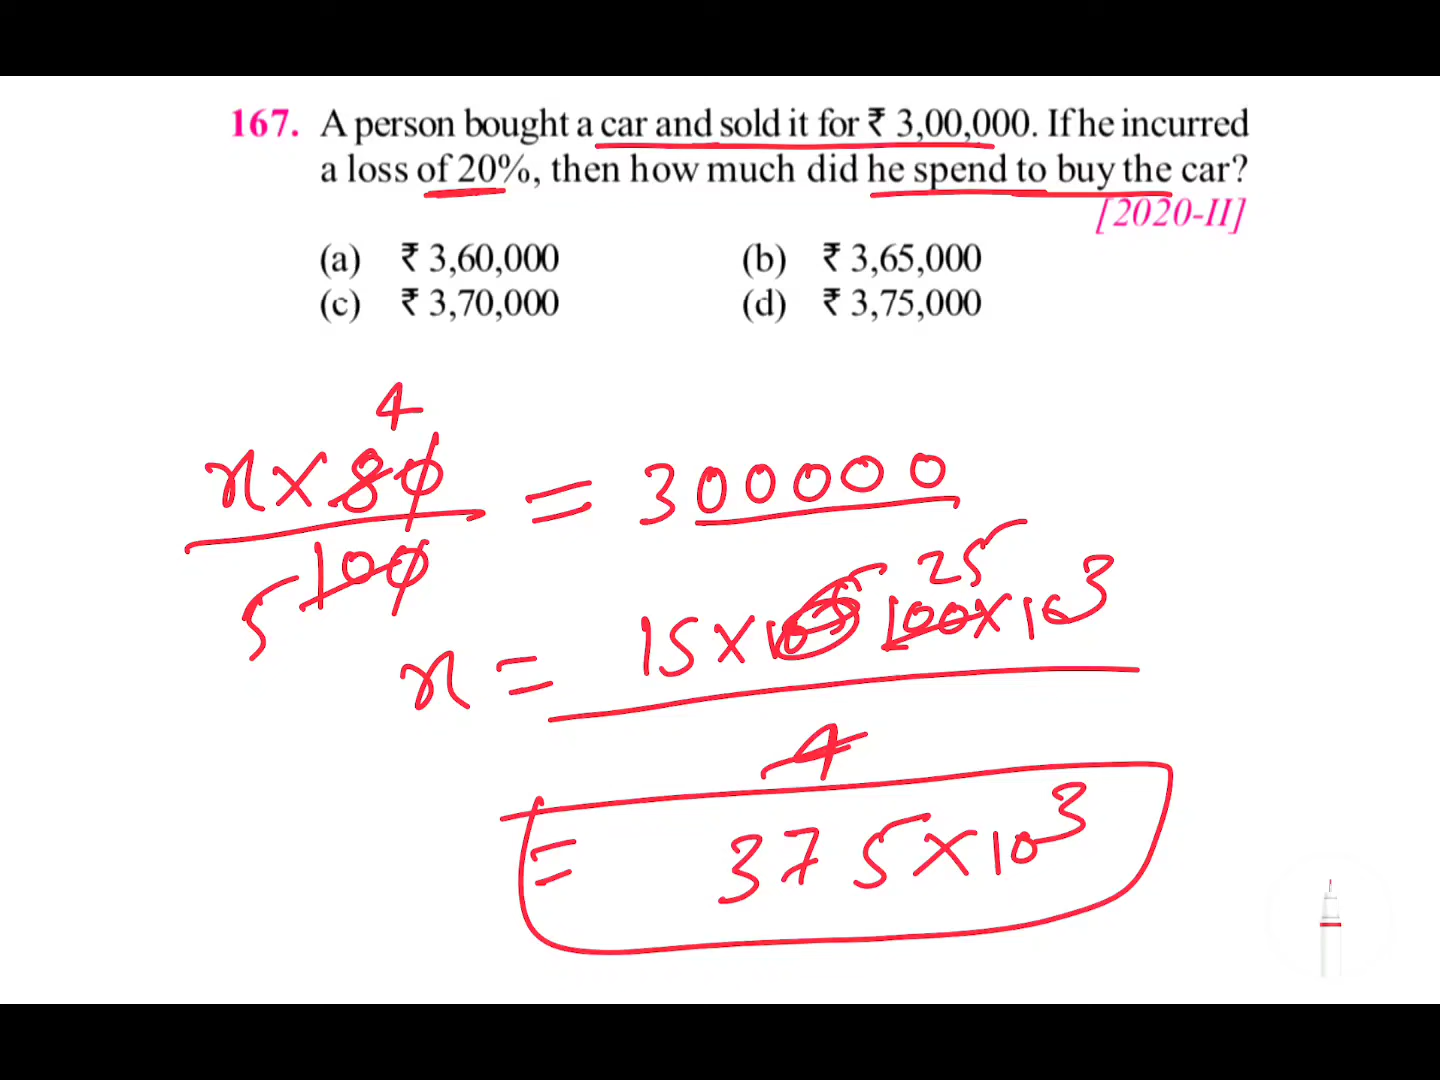 167. A person bought a car and sold it for ₹ 3,00,000. If he incurred
a loss of 20%, then how much did he spend to buy the car?
[2020-II]
(a) ₹ 3,60,000 (b) ₹ 3,65,000
(c) ₹ 3,70,000 (d) ₹ 3,75,000
4
x × 80 = 300000
100
5
25
x = 15 × 10 100 × 10³
4
= 375 × 10³